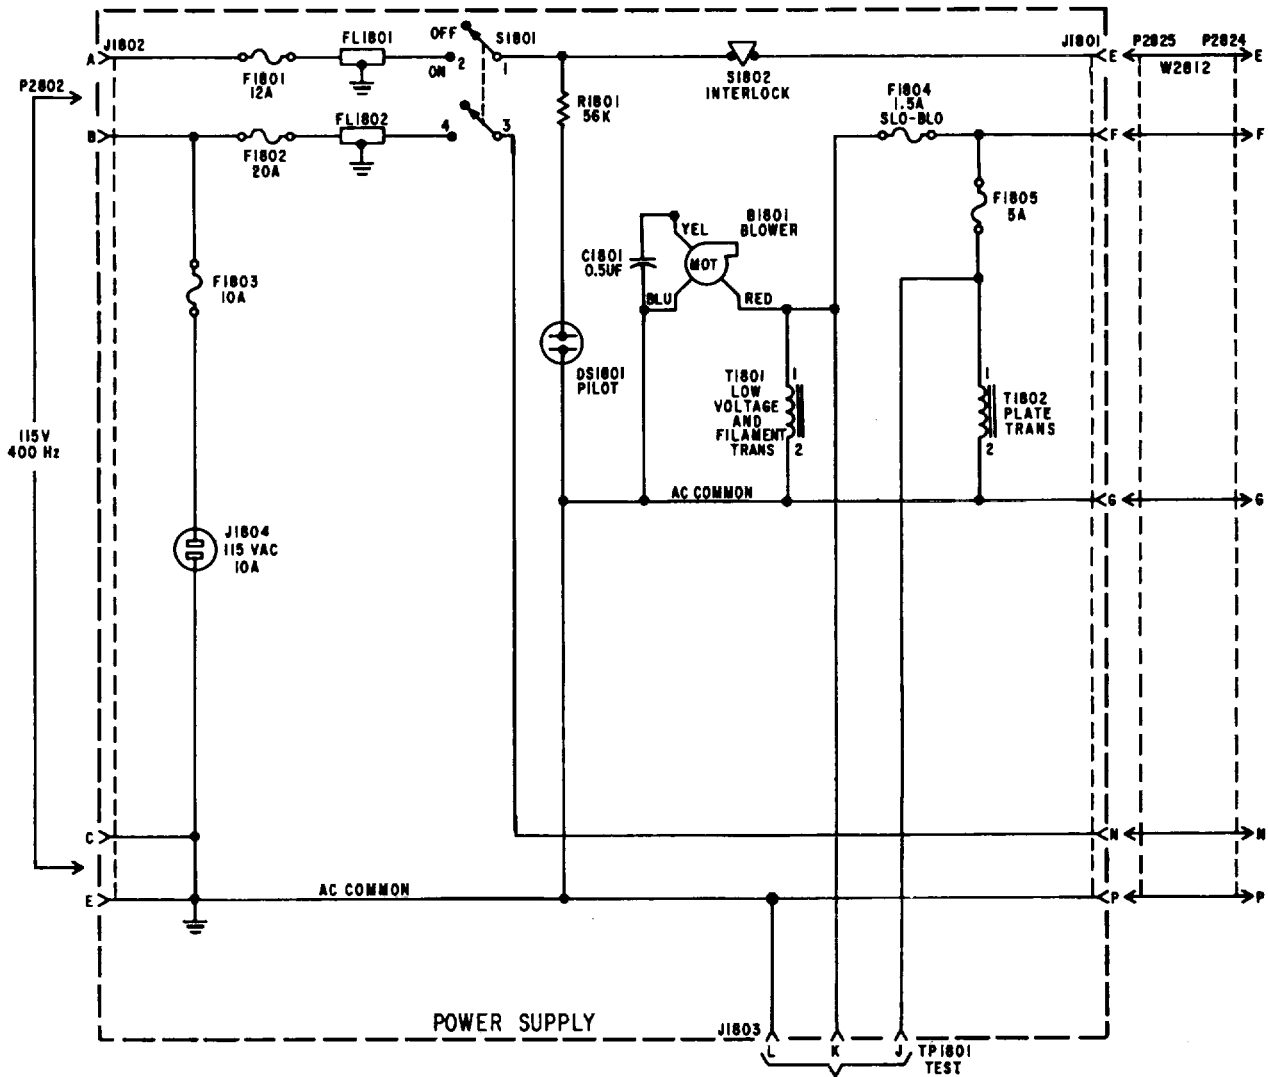 J1802
A
F1801
12A
FL1801
OFF
ON
2
S1801
1
S1802
INTERLOCK
J1801
E
P2825
P2824
E
W2812
P2802
B
F1802
20A
FL1802
4
3
R1801
56K
F1804
1.5A
SLO-BLO
F
F
F1803
10A
F1805
5A
C1801
0.5UF
YEL
B1801
BLOWER
MOT
BLU
RED
DS1801
PILOT
T1801
LOW
VOLTAGE
AND
FILAMENT
TRANS
1
2
1
2
T1802
PLATE
TRANS
115V
400 Hz
AC COMMON
G
G
J1804
115 VAC
10A
C
N
N
E
AC COMMON
P
P
POWER SUPPLY
J1803
L
K
J
TP1801
TEST